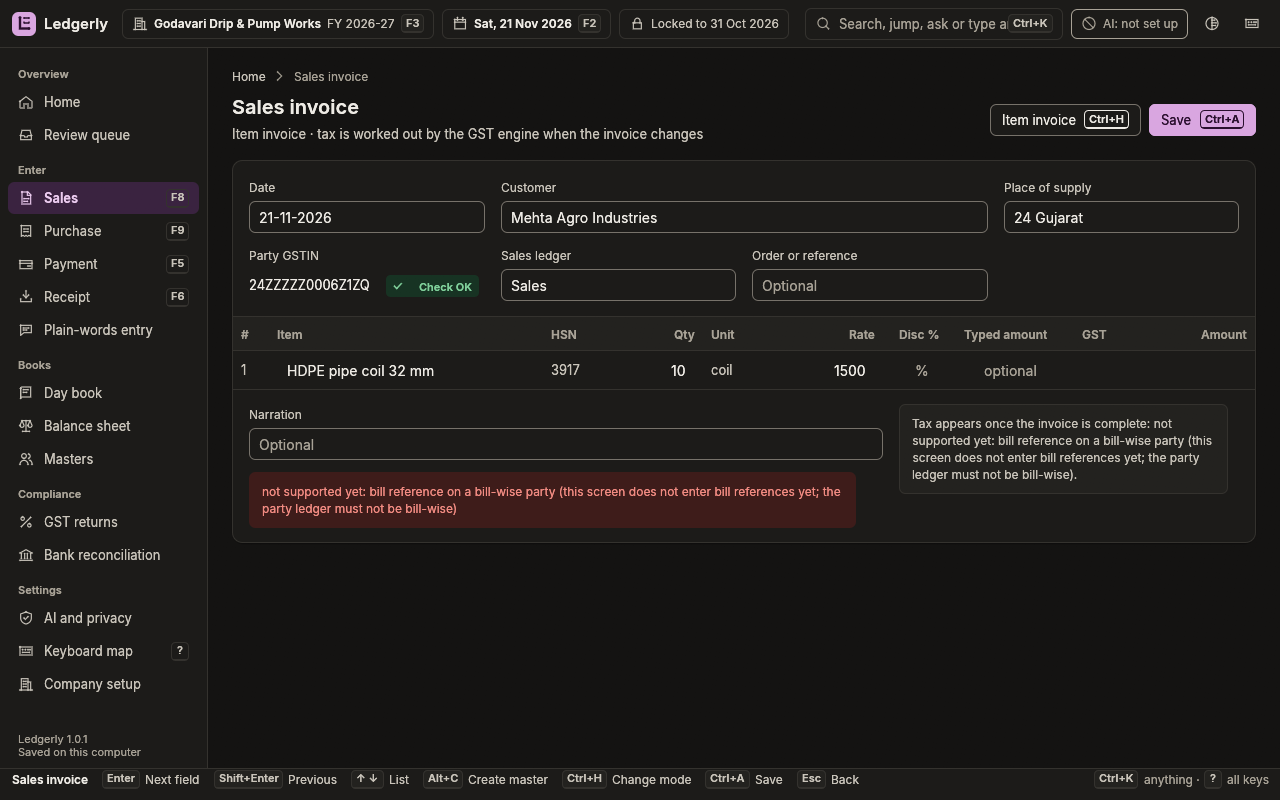 Ledgerly
Godavari Drip & Pump Works FY 2026-27 F3
Sat, 21 Nov 2026 F2
Locked to 31 Oct 2026
Search, jump, ask or type a Ctrl+K
AI: not set up
Overview
Home
Review queue
Enter
Sales F8
Purchase F9
Payment F5
Receipt F6
Plain-words entry
Books
Day book
Balance sheet
Masters
Compliance
GST returns
Bank reconciliation
Settings
AI and privacy
Keyboard map ?
Company setup
Ledgerly 1.0.1
Saved on this computer
Home Sales invoice
Sales invoice
Item invoice · tax is worked out by the GST engine when the invoice changes
Item invoice Ctrl+H
Save Ctrl+A
Date Customer Place of supply
21-11-2026 Mehta Agro Industries 24 Gujarat
Party GSTIN Sales ledger Order or reference
24ZZZZZ0006Z1ZQ Check OK Sales Optional
# Item HSN Qty Unit Rate Disc % Typed amount GST Amount
1 HDPE pipe coil 32 mm 3917 10 coil 1500 % optional
Narration
Optional
not supported yet: bill reference on a bill-wise party (this screen does not enter bill references yet; the
party ledger must not be bill-wise)
Tax appears once the invoice is complete: not
supported yet: bill reference on a bill-wise party (this
screen does not enter bill references yet; the party
ledger must not be bill-wise).
Sales invoice Enter Next field Shift+Enter Previous ↑ ↓ List Alt+C Create master Ctrl+H Change mode Ctrl+A Save Esc Back Ctrl+K anything · ? all keys